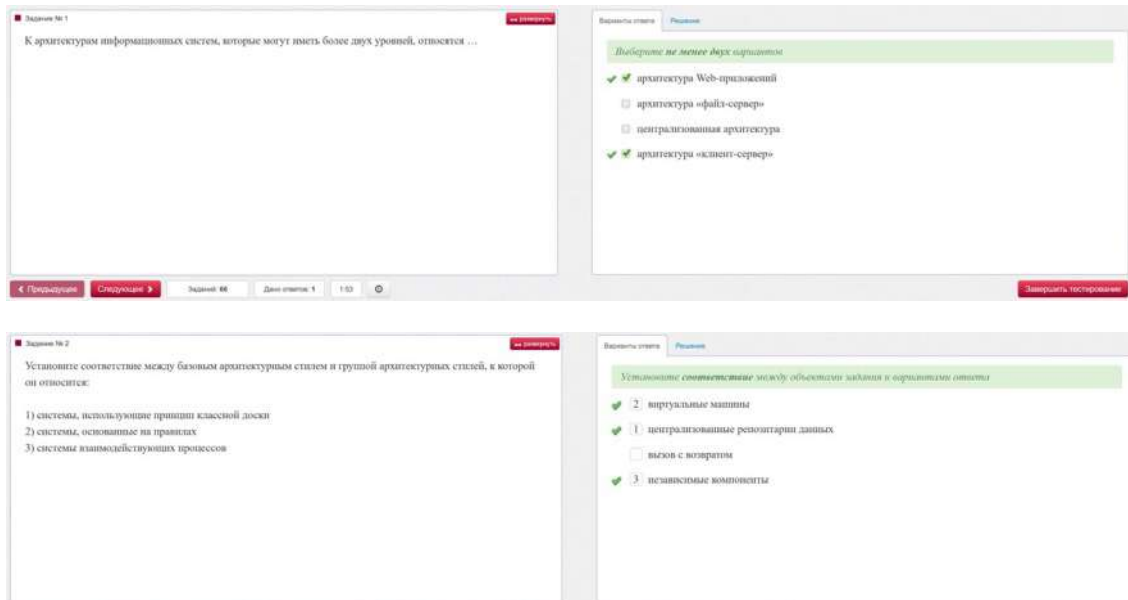 Задание № 1
развернуть
К архитектурам информационных систем, которые могут иметь более двух уровней, относятся …
Варианты ответа
Решение
Выберите не менее двух вариантов
архитектура Web-приложений
архитектура «файл-сервер»
централизованная архитектура
архитектура «клиент-сервер»
Предыдущее
Следующее
Заданий: 66
Дано ответов: 1
1:53
Завершить тестирование
Задание № 2
развернуть
Установите соответствие между базовым архитектурным стилем и группой архитектурных стилей, к которой
он относится:
1) системы, использующие принцип классной доски
2) системы, основанные на правилах
3) системы взаимодействующих процессов
Варианты ответа
Решение
Установите соответствие между объектами задания и вариантами ответа
2 виртуальные машины
1 централизованные репозитарии данных
вызов с возвратом
3 независимые компоненты